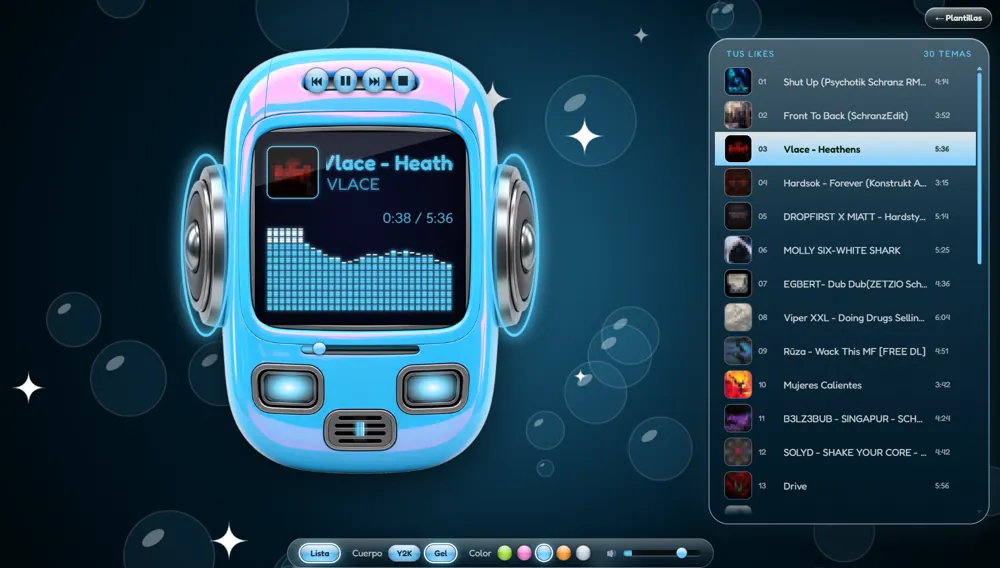 ← Plantillas
Vlace - Heath
VLACE
0:38 / 5:36
TUS LIKES 30 TEMAS
01 Shut Up (Psychotik Schranz RM... 4:14
02 Front To Back (SchranzEdit) 3:52
03 Vlace - Heathens 5:36
04 Hardsok - Forever (Konstrukt A... 3:15
05 DROPFIRST X MIATT - Hardsty... 5:14
06 MOLLY SIX-WHITE SHARK 5:25
07 EGBERT- Dub Dub(ZETZIO Sch... 4:36
08 Viper XXL - Doing Drugs Sellin... 6:04
09 Rūza - Wack This MF [FREE DL] 4:51
10 Mujeres Calientes 3:42
11 B3LZ3BUB - SINGAPUR - SCH... 4:24
12 SOLYD - SHAKE YOUR CORE - ... 4:42
13 Drive 5:56
Lista Cuerpo Y2K Gel Color